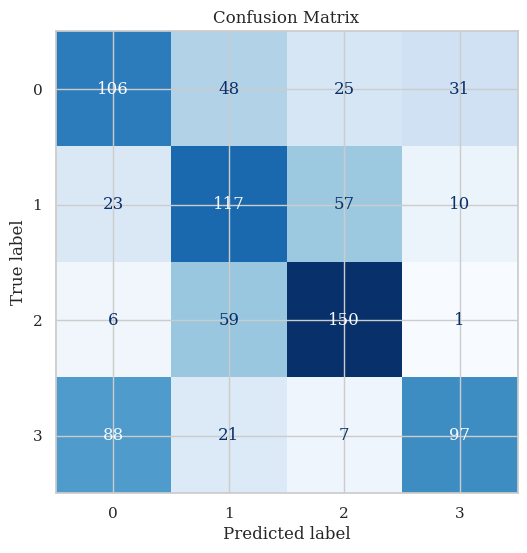 Confusion Matrix
0 106 48 25 31
1 23 117 57 10
2 6 59 150 1
3 88 21 7 97
0 1 2 3
Predicted label
True label